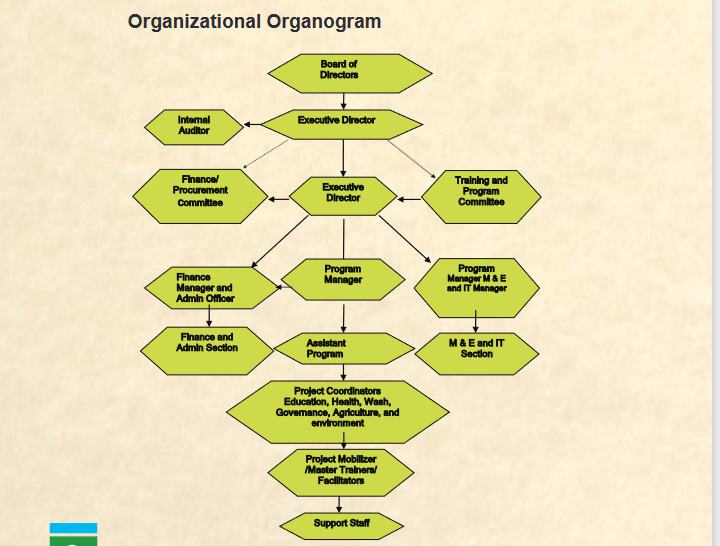 Organizational Organogram
Board of
Directors
Internal
Auditor
Executive Director
Finance/
Procurement
Committee
Executive
Director
Training and
Program
Committee
Finance
Manager and
Admin Officer
Program
Manager
Program
Manager M & E
and IT Manager
Finance and
Admin Section
Assistant
Program
M & E and IT
Section
Project Coordinators
Education, Health, Wash,
Governance, Agriculture, and
environment
Project Mobilizer
/Master Trainers/
Facilitators
Support Staff